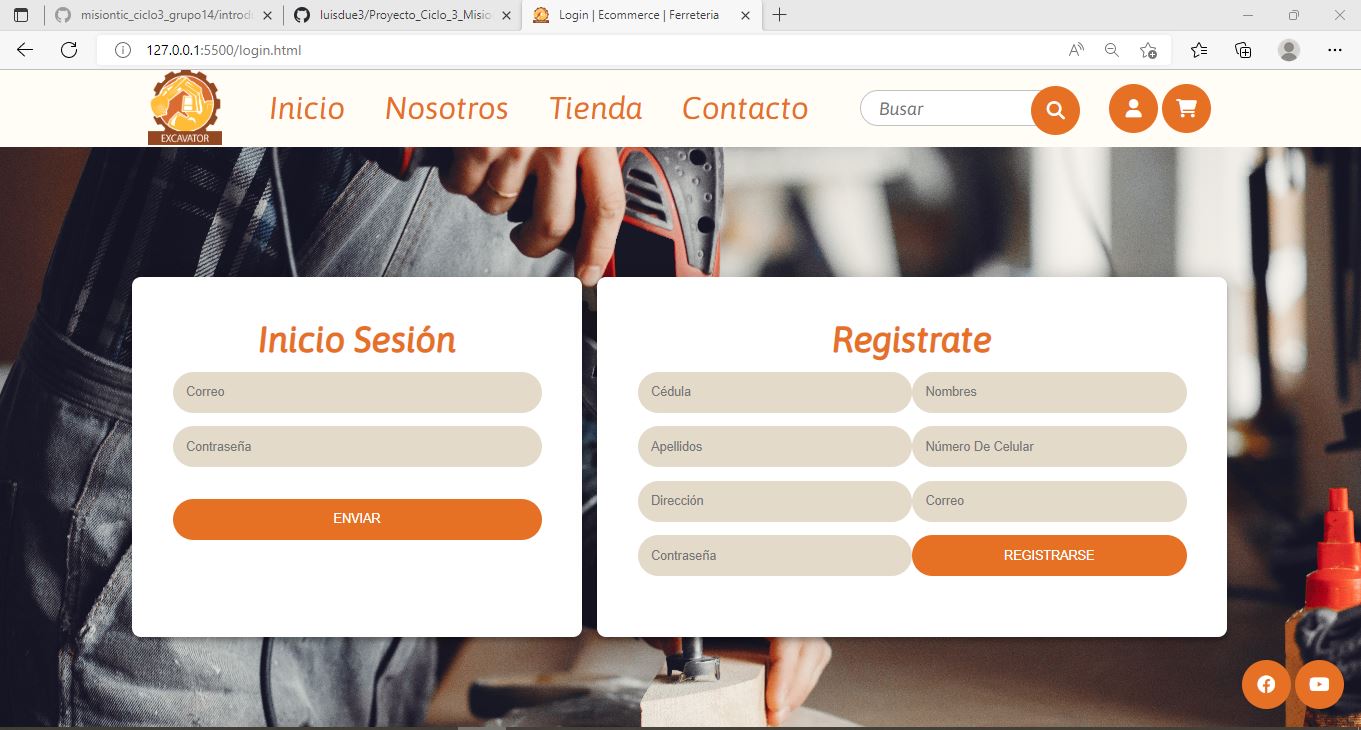 misiontic_ciclo3_grupo14/introdu
luisdue3/Proyecto_Ciclo_3_Misio
Login | Ecommerce | Ferreteria
127.0.0.1:5500/login.html
EXCAVATOR
Inicio
Nosotros
Tienda
Contacto
Busar
Inicio Sesión
Correo
Contraseña
ENVIAR
Registrate
Cédula
Nombres
Apellidos
Número De Celular
Dirección
Correo
Contraseña
REGISTRARSE